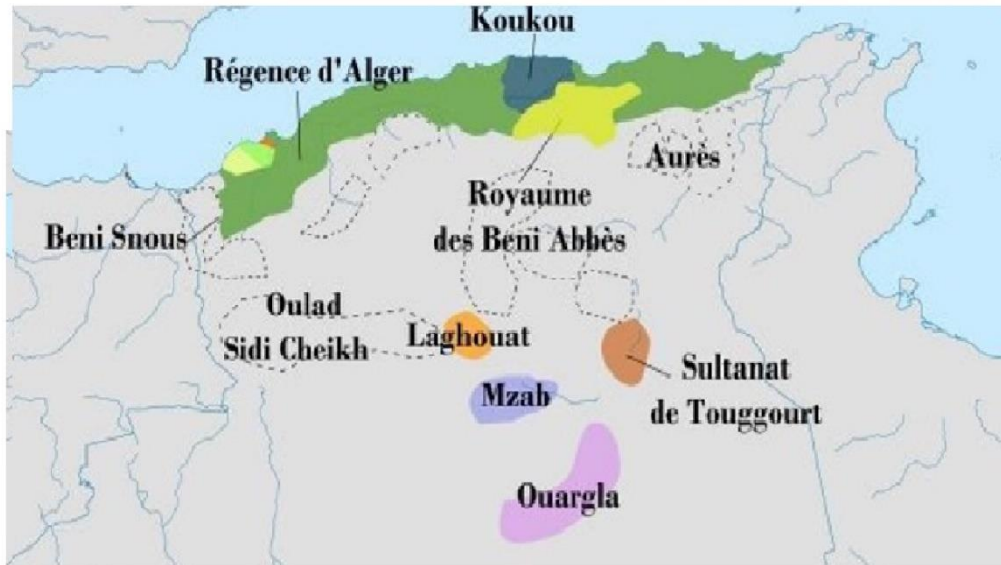 Koukou
Régence d'Alger
Aurès
Royaume
des Beni Abbès
Beni Snous
Oulad
Sidi Cheikh
Laghouat
Sultanat
de Touggourt
Mzab
Ouargla